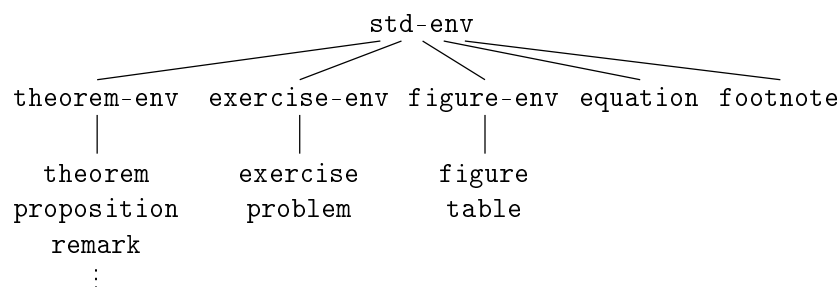 std-env
theorem-env exercise-env figure-env equation footnote
theorem exercise figure
proposition problem table
remark
⋮